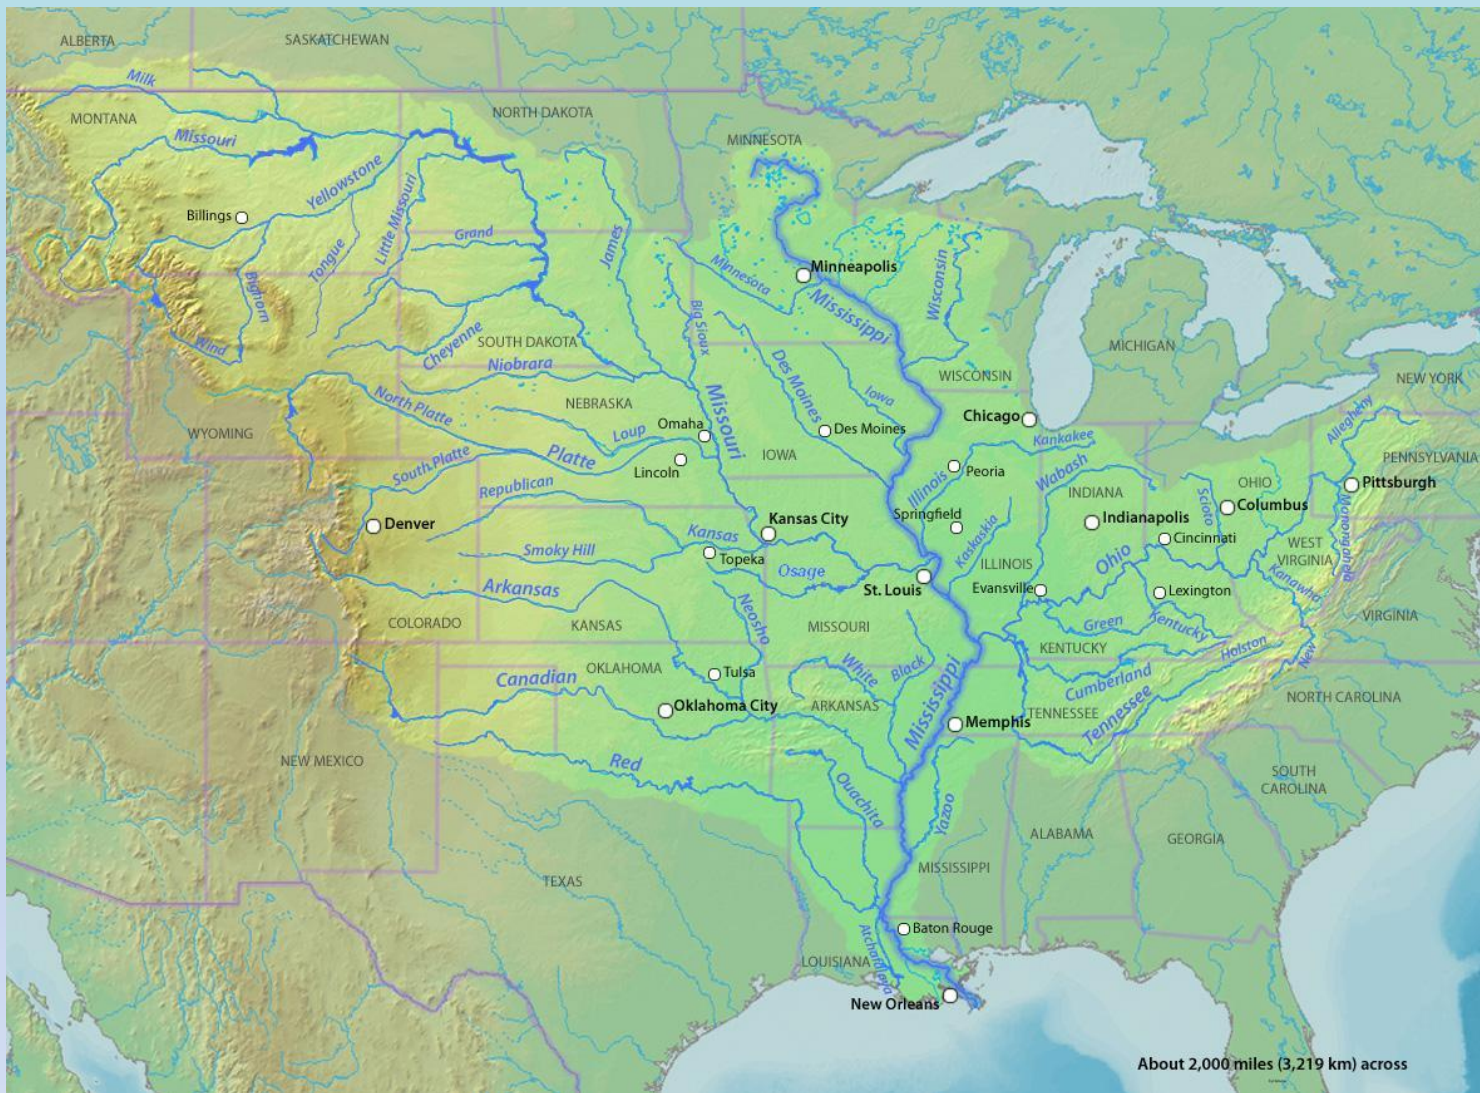 ALBERTA
SASKATCHEWAN
Milk
MONTANA
NORTH DAKOTA
Missouri
MINNESOTA
Yellowstone
Billings
Little Missouri
Grand
James
Tongue
Bighorn
Minnesota
Minneapolis
Wisconsin
Mississippi
Big Sioux
Wind
Cheyenne
SOUTH DAKOTA
MICHIGAN
Niobrara
Des Moines
Iowa
WISCONSIN
NEW YORK
North Platte
NEBRASKA
Missouri
Chicago
Allegheny
WYOMING
Loup
Omaha
Des Moines
Kankakee
South Platte
Platte
Lincoln
IOWA
Illinois
Peoria
Wabash
PENNSYLVANIA
Republican
INDIANA
Scioto
OHIO
Pittsburgh
Columbus
Monongahela
Denver
Kansas City
Springfield
Kaskaskia
Indianapolis
Cincinnati
Kansas
Smoky Hill
Topeka
Osage
Ohio
WEST
VIRGINIA
ILLINOIS
Kanawha
Arkansas
St. Louis
Evansville
Lexington
COLORADO
KANSAS
Neosho
MISSOURI
Green
Kentucky
VIRGINIA
KENTUCKY
Holston
New
OKLAHOMA
Tulsa
White
Black
Canadian
Cumberland
NORTH CAROLINA
Oklahoma City
ARKANSAS
Mississippi
Memphis
TENNESSEE
Tennessee
NEW MEXICO
Red
Ouachita
SOUTH
CAROLINA
Yazoo
ALABAMA
GEORGIA
MISSISSIPPI
TEXAS
Baton Rouge
Atchafalaya
LOUISIANA
New Orleans
About 2,000 miles (3,219 km) across